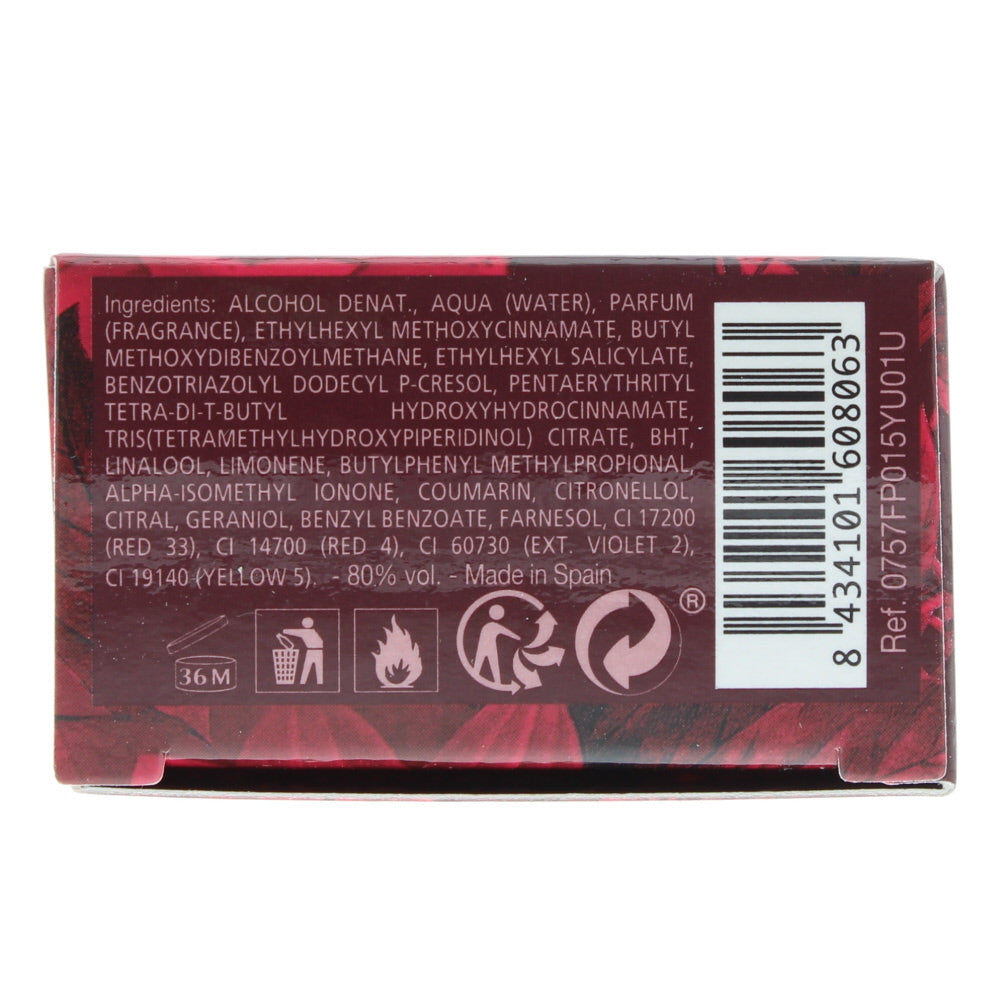 Ingredients: ALCOHOL DENAT., AQUA (WATER), PARFUM
(FRAGRANCE), ETHYLHEXYL METHOXYCINNAMATE, BUTYL
METHOXYDIBENZOYLMETHANE, ETHYLHEXYL SALICYLATE,
BENZOTRIAZOLYL DODECYL P-CRESOL, PENTAERYTHRITYL
TETRA-DI-T-BUTYL HYDROXYHYDROCINNAMATE,
TRIS(TETRAMETHYLHYDROXYPIPERIDINOL) CITRATE, BHT,
LINALOOL, LIMONENE, BUTYLPHENYL METHYLPROPIONAL,
ALPHA-ISOMETHYL IONONE, COUMARIN, CITRONELLOL,
CITRAL, GERANIOL, BENZYL BENZOATE, FARNESOL, CI 17200
(RED 33), CI 14700 (RED 4), CI 60730 (EXT. VIOLET 2),
CI 19140 (YELLOW 5). - 80% vol. - Made in Spain
36 M
®
8 434101 608063
Ref. 0757FP015YU01U